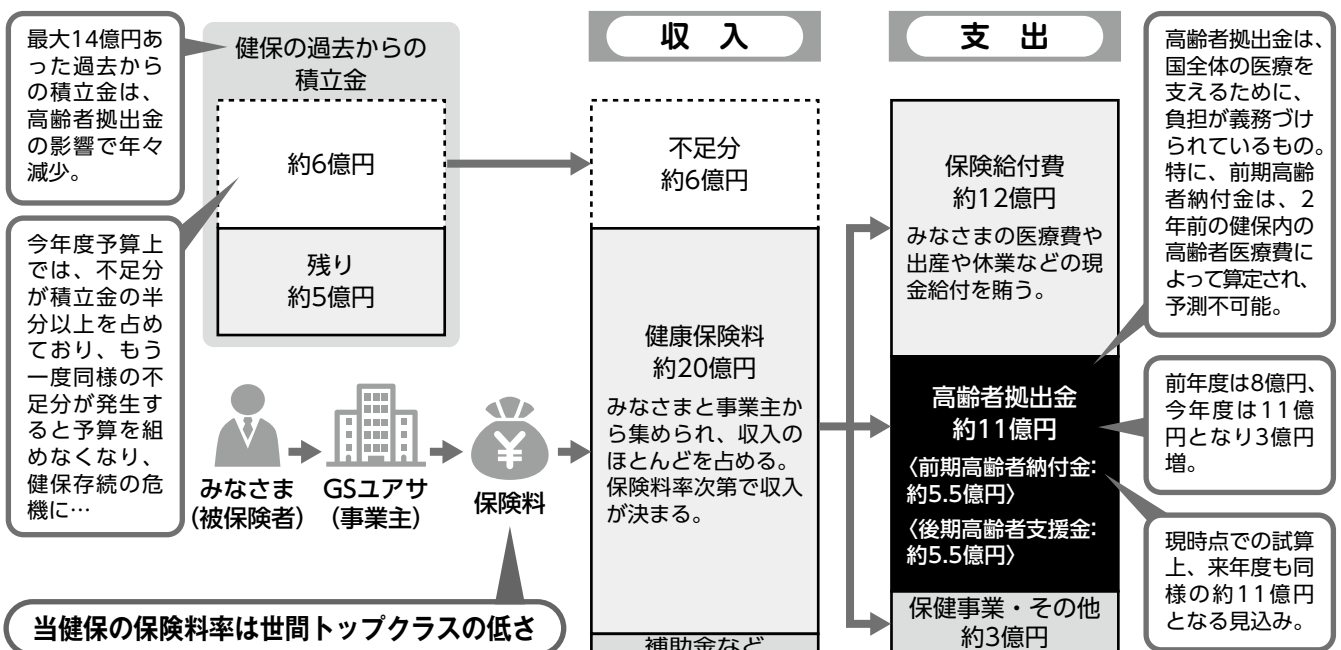 最大14億円あ
った過去から
の積立金は、
高齢者拠出金
の影響で年々
減少。
健保の過去からの
積立金
約6億円
残り
約5億円
今年度予算上
では、不足分
が積立金の半
分以上を占め
ており、もう
一度同様の不
足分が発生す
ると予算を組
めなくなり、
健保存続の危
機に…
みなさま
(被保険者)
GSユアサ
(事業主)
¥
保険料
当健保の保険料率は世間トップクラスの低さ
収 入
不足分
約6億円
健康保険料
約20億円
みなさまと事業主か
ら集められ、収入の
ほとんどを占める。
保険料率次第で収入
が決まる。
補助金など
支 出
保険給付費
約12億円
みなさまの医療費や
出産や休業などの現
金給付を賄う。
高齢者拠出金
約11億円
〈前期高齢者納付金:
約5.5億円〉
〈後期高齢者支援金:
約5.5億円〉
保健事業・その他
約3億円
高齢者拠出金は、
国全体の医療を
支えるために、
負担が義務づけ
られているもの。
特に、前期高齢
者納付金は、2
年前の健保内の
高齢者医療費に
よって算定され、
予測不可能。
前年度は8億円、
今年度は11億
円となり3億円
増。
現時点での試算
上、来年度も同
様の約11億円
となる見込み。